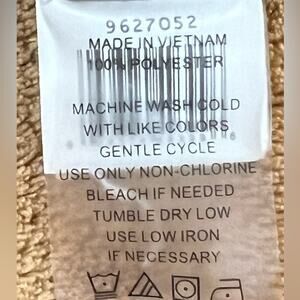 9627052
MADE IN VIETNAM
100% POLYESTER
MACHINE WASH COLD
WITH LIKE COLORS
GENTLE CYCLE
USE ONLY NON-CHLORINE
BLEACH IF NEEDED
TUMBLE DRY LOW
USE LOW IRON
IF NECESSARY